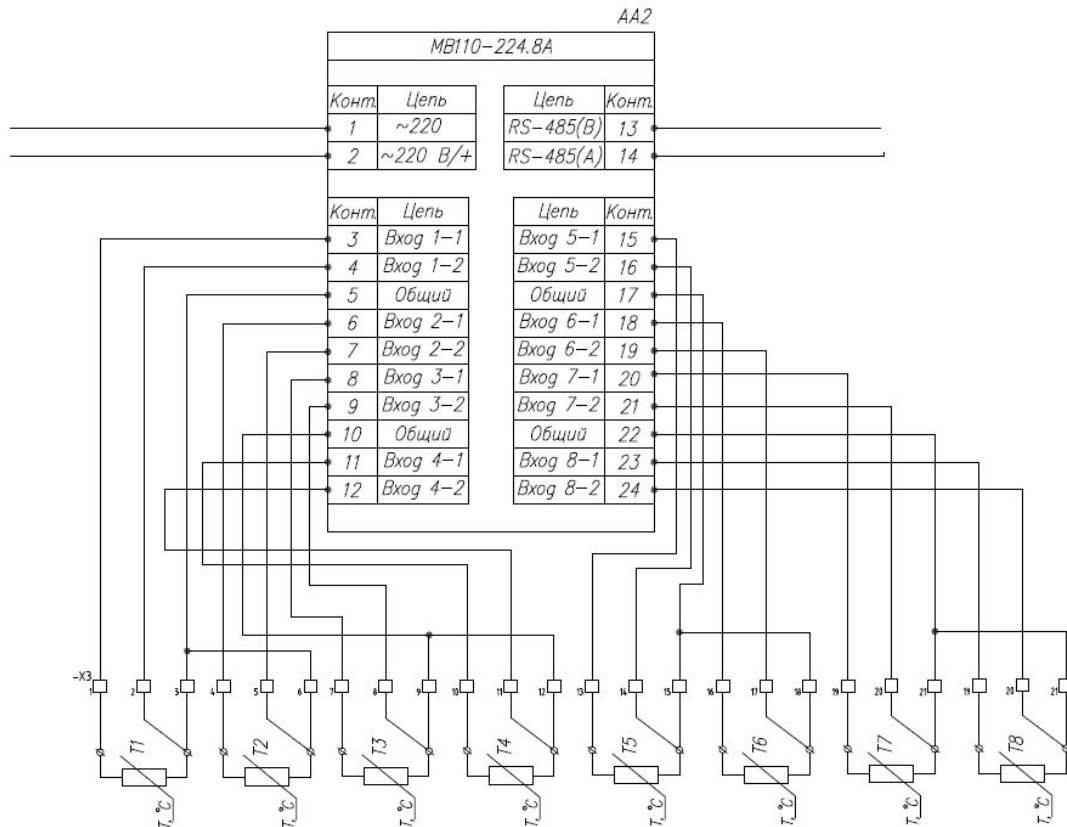 AA2
МВ110-224.8А
Конт. Цепь Цепь Конт.
1 ~220 RS-485(B) 13
2 ~220 В/+ RS-485(A) 14
Конт. Цепь Цепь Конт.
3 Вход 1-1 Вход 5-1 15
4 Вход 1-2 Вход 5-2 16
5 Общий Общий 17
6 Вход 2-1 Вход 6-1 18
7 Вход 2-2 Вход 6-2 19
8 Вход 3-1 Вход 7-1 20
9 Вход 3-2 Вход 7-2 21
10 Общий Общий 22
11 Вход 4-1 Вход 8-1 23
12 Вход 4-2 Вход 8-2 24
-X3
1 2 3 4 5 6 7 8 9 10 11 12 13 14 15 16 17 18 19 20 21 19 20 21
T1 T2 T3 T4 T5 T6 T7 T8
T,°C T,°C T,°C T,°C T,°C T,°C T,°C T,°C